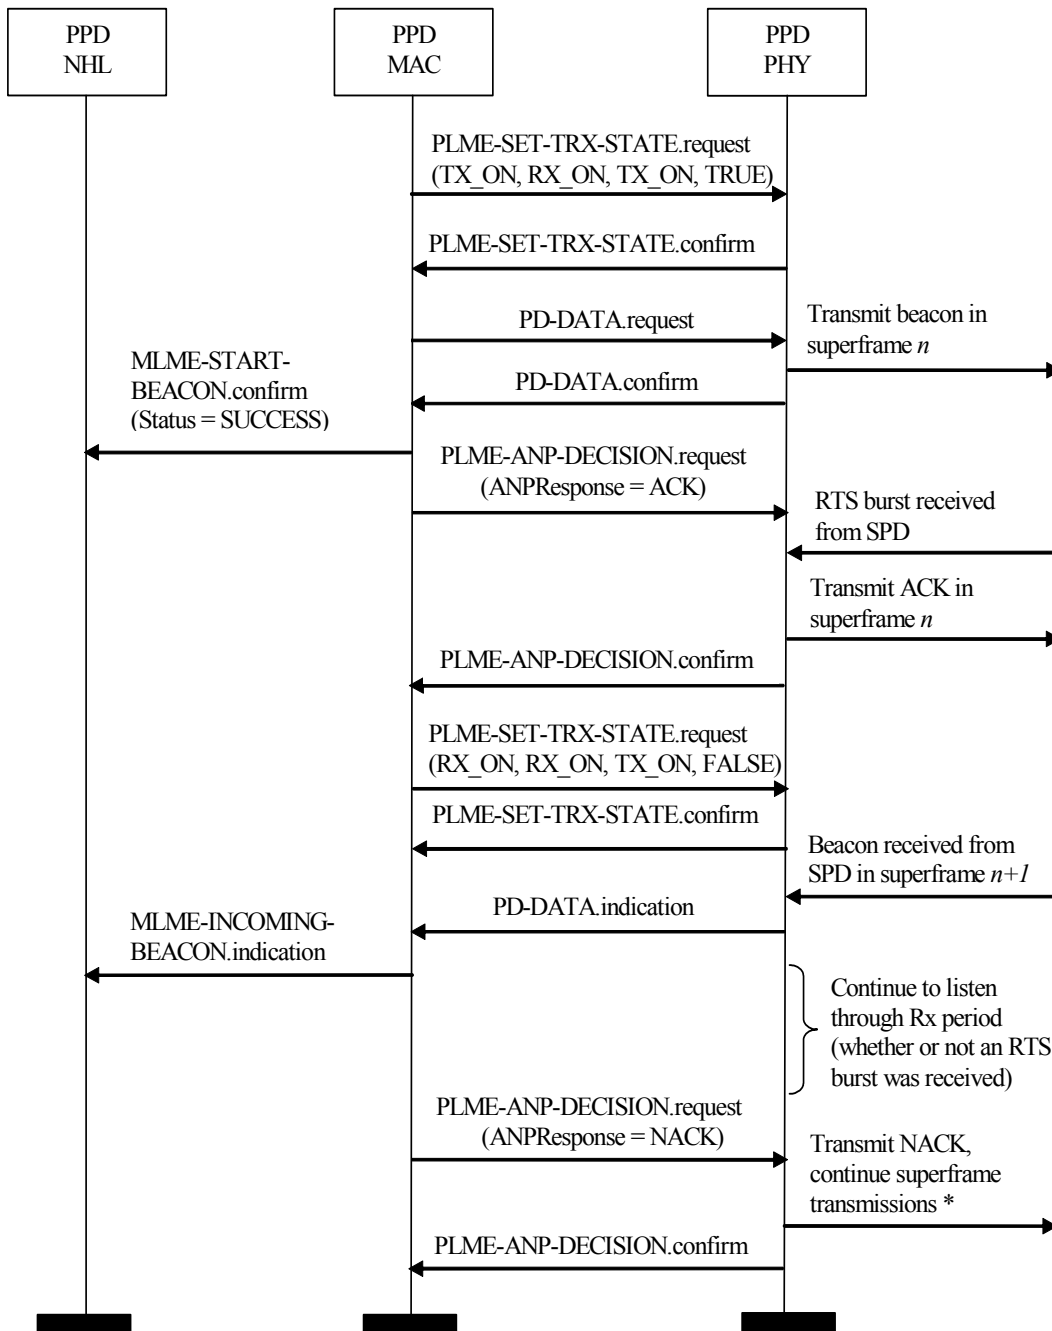 PPD
NHL
PPD
MAC
PPD
PHY
PLME-SET-TRX-STATE.request
(TX_ON, RX_ON, TX_ON, TRUE)
PLME-SET-TRX-STATE.confirm
PD-DATA.request
Transmit beacon in
superframe n
MLME-START-
BEACON.confirm
(Status = SUCCESS)
PD-DATA.confirm
PLME-ANP-DECISION.request
(ANPResponse = ACK)
RTS burst received
from SPD
Transmit ACK in
superframe n
PLME-ANP-DECISION.confirm
PLME-SET-TRX-STATE.request
(RX_ON, RX_ON, TX_ON, FALSE)
PLME-SET-TRX-STATE.confirm
Beacon received from
SPD in superframe n+1
PD-DATA.indication
MLME-INCOMING-
BEACON.indication
Continue to listen
through Rx period
(whether or not an RTS
burst was received)
PLME-ANP-DECISION.request
(ANPResponse = NACK)
Transmit NACK,
continue superframe
transmissions *
PLME-ANP-DECISION.confirm